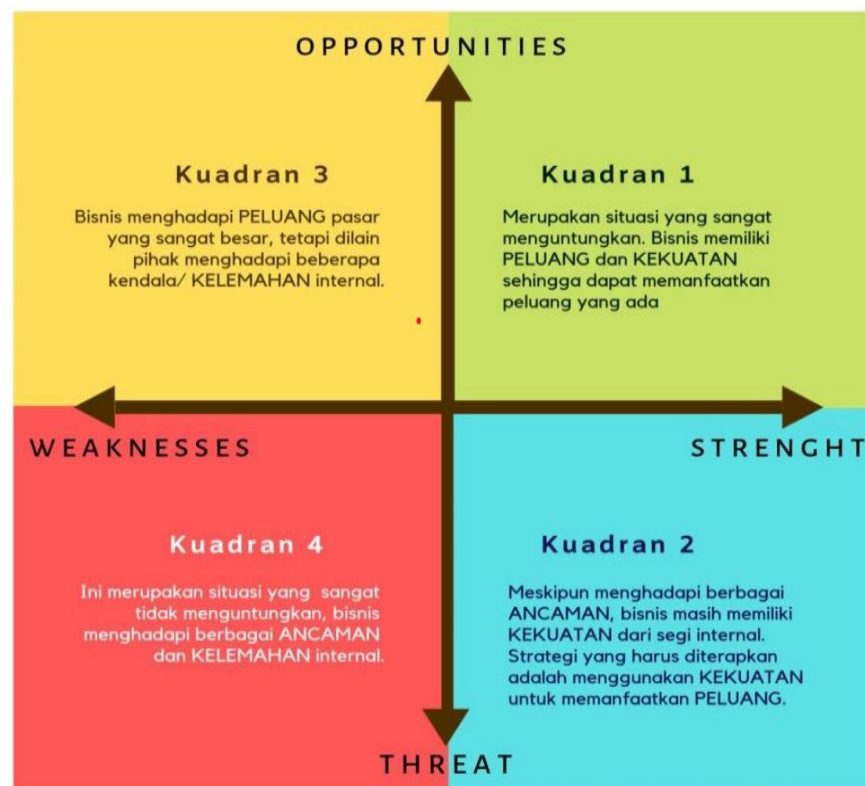 OPPORTUNITIES
Kuadran 3
Bisnis menghadapi PELUANG pasar
yang sangat besar, tetapi dilain
pihak menghadapi beberapa
kendala/ KELEMAHAN internal.
Kuadran 1
Merupakan situasi yang sangat
menguntungkan. Bisnis memiliki
PELUANG dan KEKUATAN
sehingga dapat memanfaatkan
peluang yang ada
WEAKNESSES
STRENGHT
Kuadran 4
Ini merupakan situasi yang sangat
tidak menguntungkan, bisnis
menghadapi berbagai ANCAMAN
dan KELEMAHAN internal.
Kuadran 2
Meskipun menghadapi berbagai
ANCAMAN, bisnis masih memiliki
KEKUATAN dari segi internal.
Strategi yang harus diterapkan
adalah menggunakan KEKUATAN
untuk memanfaatkan PELUANG.
THREAT